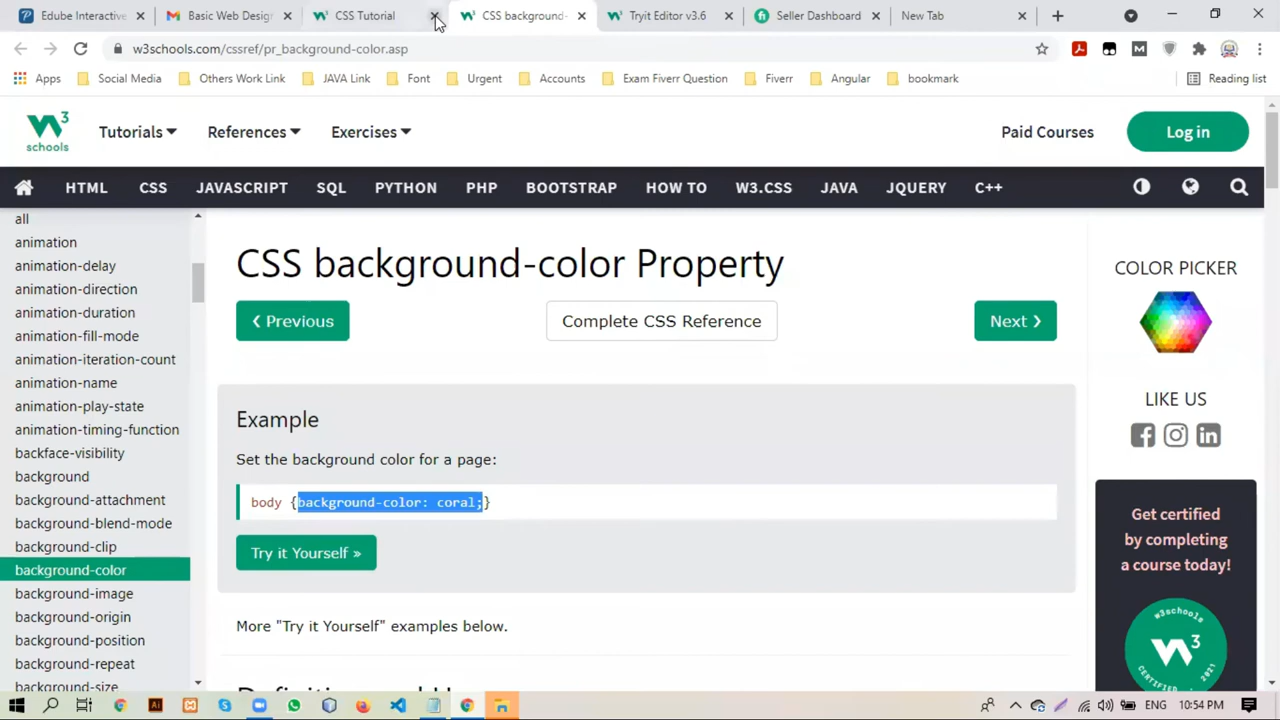 Edube Interactive
Basic Web Desig
CSS Tutorial
CSS background-
Tryit Editor v3.6
Seller Dashboard
New Tab
w3schools.com/cssref/pr_background-color.asp
Apps
Social Media
Others Work Link
JAVA Link
Font
Urgent
Accounts
Exam Fiverr Question
Fiverr
Angular
bookmark
Reading list
schools
Tutorials
References
Exercises
Paid Courses
Log in
HTML
CSS
JAVASCRIPT
SQL
PYTHON
PHP
BOOTSTRAP
HOW TO
W3.CSS
JAVA
JQUERY
C++
all
animation
animation-delay
animation-direction
animation-duration
animation-fill-mode
animation-iteration-count
animation-name
animation-play-state
animation-timing-function
backface-visibility
background
background-attachment
background-blend-mode
background-clip
background-color
background-image
background-origin
background-position
background-repeat
background-size
CSS background-color Property
❮ Previous
Complete CSS Reference
Next ❯
Example
Set the background color for a page:
body {background-color: coral;}
Try it Yourself »
More "Try it Yourself" examples below.
COLOR PICKER
LIKE US
Get certified
by completing
a course today!
w3schools
CERTIFIED . 2021
ENG
10:54 PM